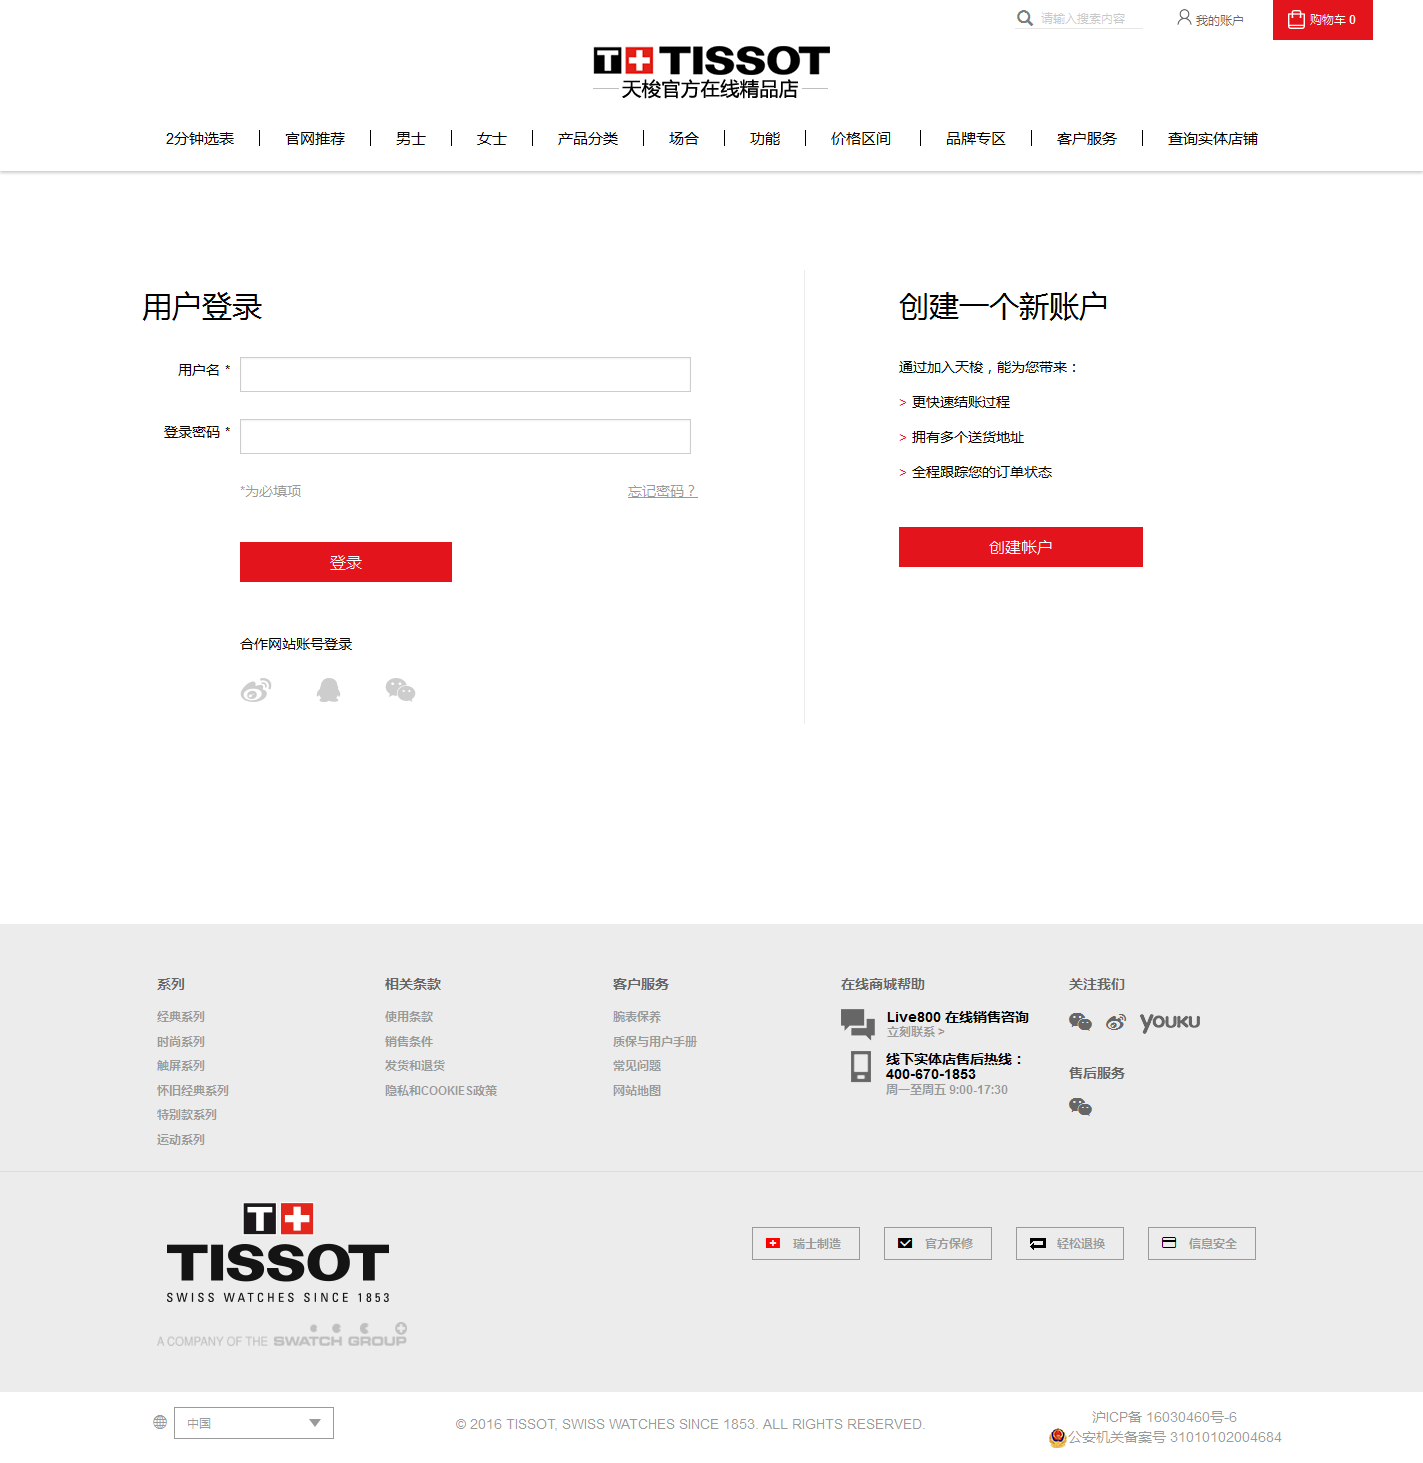 请输入搜索内容 我的账户 购物车 0
T+ TISSOT
天梭官方在线精品店
2分钟选表 官网推荐 男士 女士 产品分类 场合 功能 价格区间 品牌专区 客户服务 查询实体店铺
用户登录
用户名 *
登录密码 *
*为必填项 忘记密码？
登录
合作网站账号登录
创建一个新账户
通过加入天梭，能为您带来：
> 更快速结账过程
> 拥有多个送货地址
> 全程跟踪您的订单状态
创建帐户
系列
经典系列
时尚系列
触屏系列
怀旧经典系列
特别款系列
运动系列
相关条款
使用条款
销售条件
发货和退货
隐私和COOKIES政策
客户服务
腕表保养
质保与用户手册
常见问题
网站地图
在线商城帮助
Live800 在线销售咨询
立刻联系 >
线下实体店售后热线：
400-670-1853
周一至周五 9:00-17:30
关注我们
YOUKU
售后服务
T+
TISSOT
SWISS WATCHES SINCE 1853
A COMPANY OF THE SWATCH GROUP
瑞士制造 官方保修 轻松退换 信息安全
中国
© 2016 TISSOT, SWISS WATCHES SINCE 1853. ALL RIGHTS RESERVED.
沪ICP备 16030460号-6
公安机关备案号 31010102004684